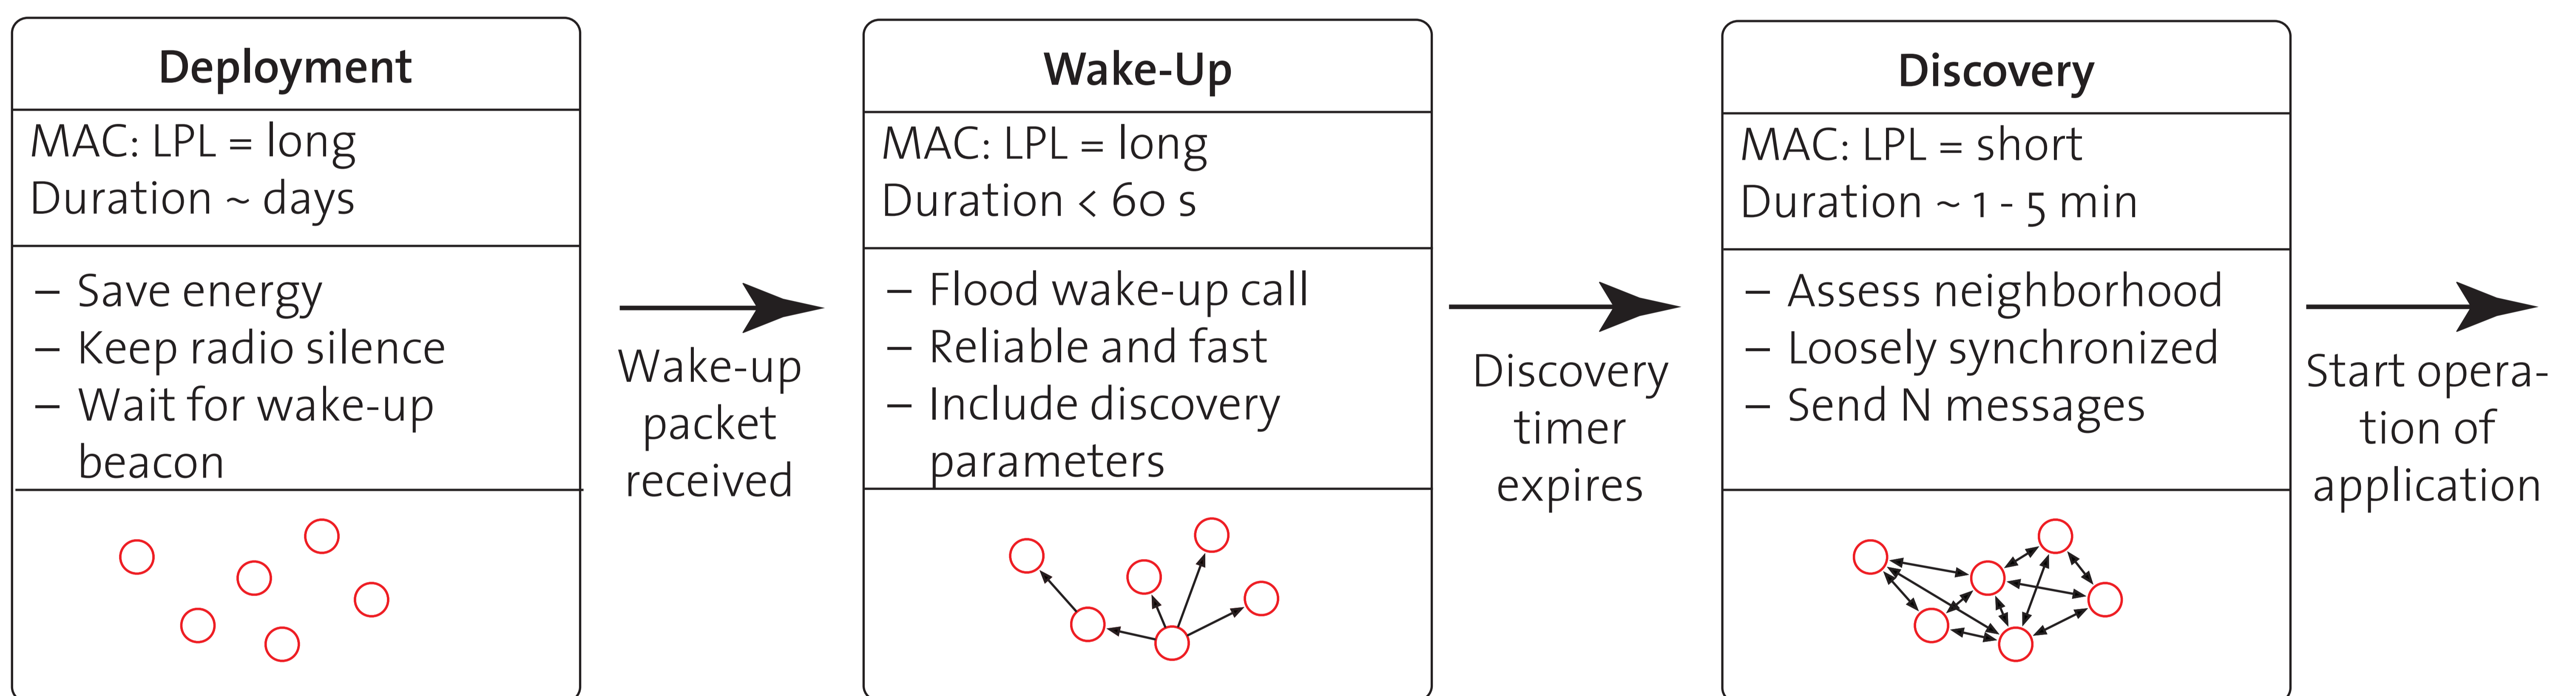 Deployment
MAC: LPL = long
Duration ~ days
– Save energy
– Keep radio silence
– Wait for wake-up
beacon
Wake-up
packet
received
Wake-Up
MAC: LPL = long
Duration < 60 s
– Flood wake-up call
– Reliable and fast
– Include discovery
parameters
Discovery
timer
expires
Discovery
MAC: LPL = short
Duration ~ 1 - 5 min
– Assess neighborhood
– Loosely synchronized
– Send N messages
Start opera-
tion of
application